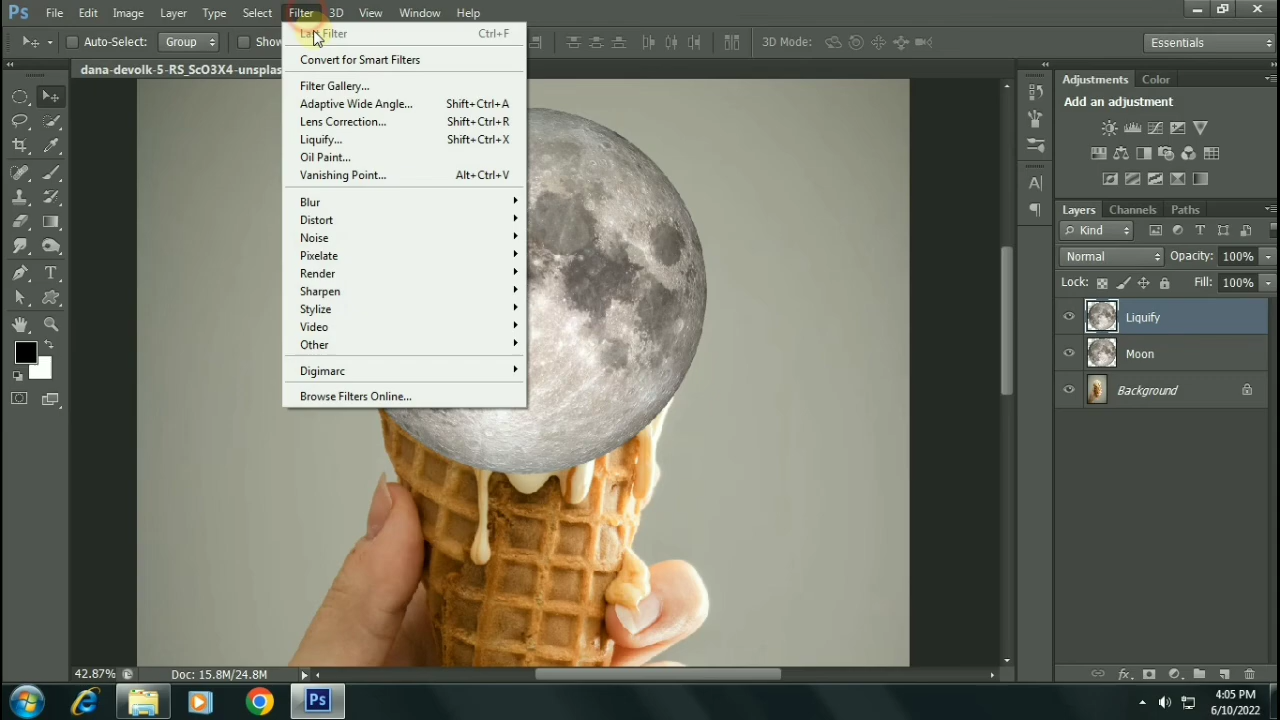 Ps File Edit Image Layer Type Select Filter 3D View Window Help
Auto-Select: Group Show 3D Mode: Essentials
Last Filter Ctrl+F
Convert for Smart Filters
Filter Gallery...
Adaptive Wide Angle... Shift+Ctrl+A
Lens Correction... Shift+Ctrl+R
Liquify... Shift+Ctrl+X
Oil Paint...
Vanishing Point... Alt+Ctrl+V
Blur
Distort
Noise
Pixelate
Render
Sharpen
Stylize
Video
Other
Digimarc
Browse Filters Online...
dana-devolk-5-RS_ScO3X4-unsplas
Adjustments Color
Add an adjustment
Layers Channels Paths
Kind
Normal Opacity: 100%
Lock: Fill: 100%
Liquify
Moon
Background
42.87% Doc: 15.8M/24.8M
Ps
4:05 PM
6/10/2022